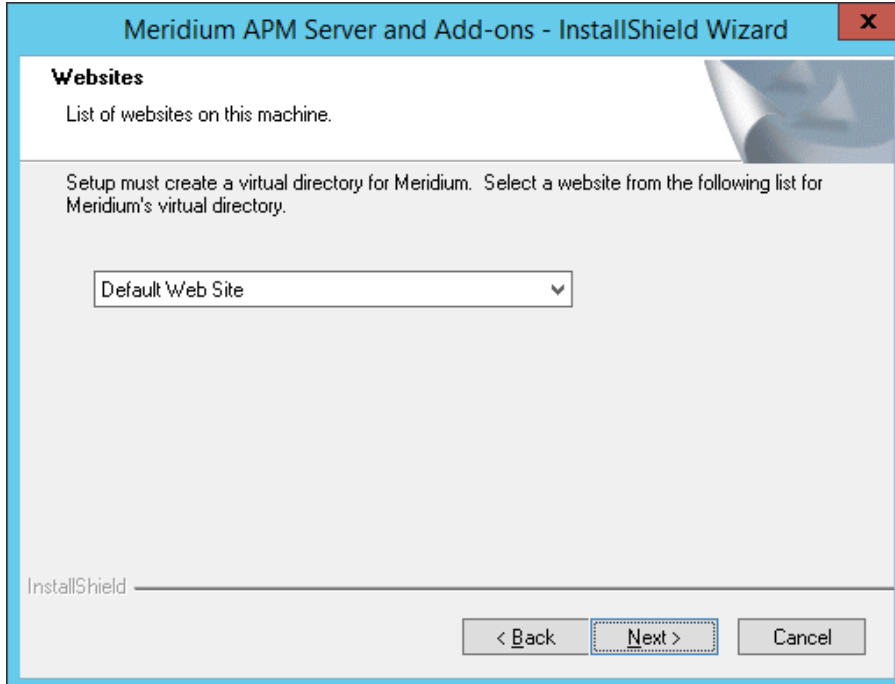 Meridium APM Server and Add-ons - InstallShield Wizard
x
Websites
List of websites on this machine.
Setup must create a virtual directory for Meridium. Select a website from the following list for
Meridium's virtual directory.
Default Web Site
InstallShield
< Back
Next >
Cancel